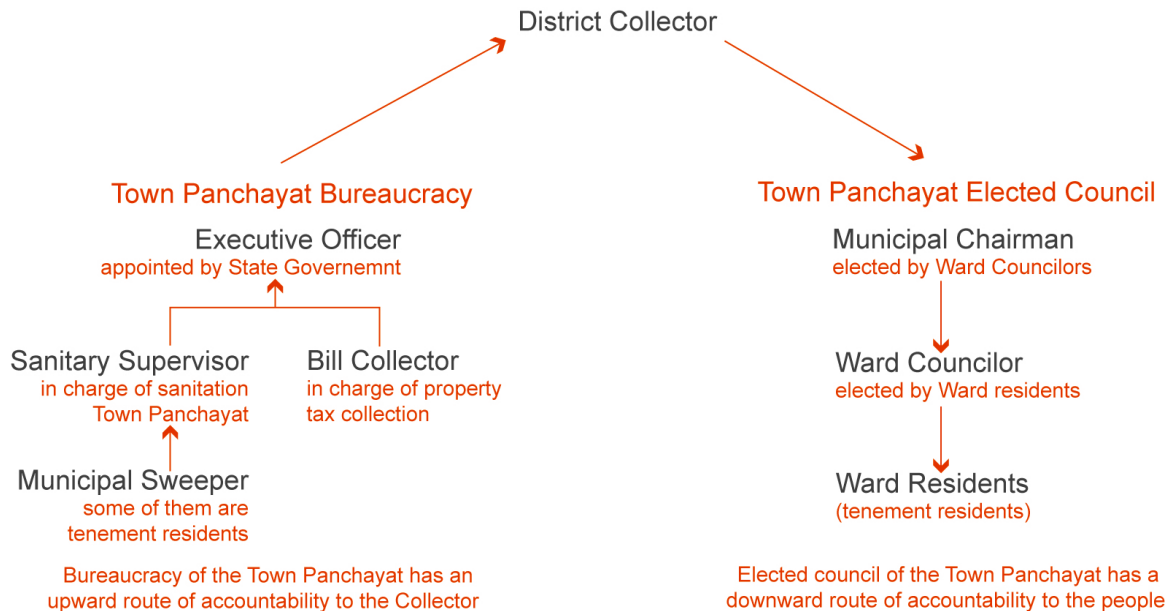 District Collector
Town Panchayat Bureaucracy
Executive Officer
appointed by State Governemnt
Sanitary Supervisor
in charge of sanitation
Town Panchayat
Bill Collector
in charge of property
tax collection
Municipal Sweeper
some of them are
tenement residents
Bureaucracy of the Town Panchayat has an
upward route of accountability to the Collector
Town Panchayat Elected Council
Municipal Chairman
elected by Ward Councilors
Ward Councilor
elected by Ward residents
Ward Residents
(tenement residents)
Elected council of the Town Panchayat has a
downward route of accountability to the people